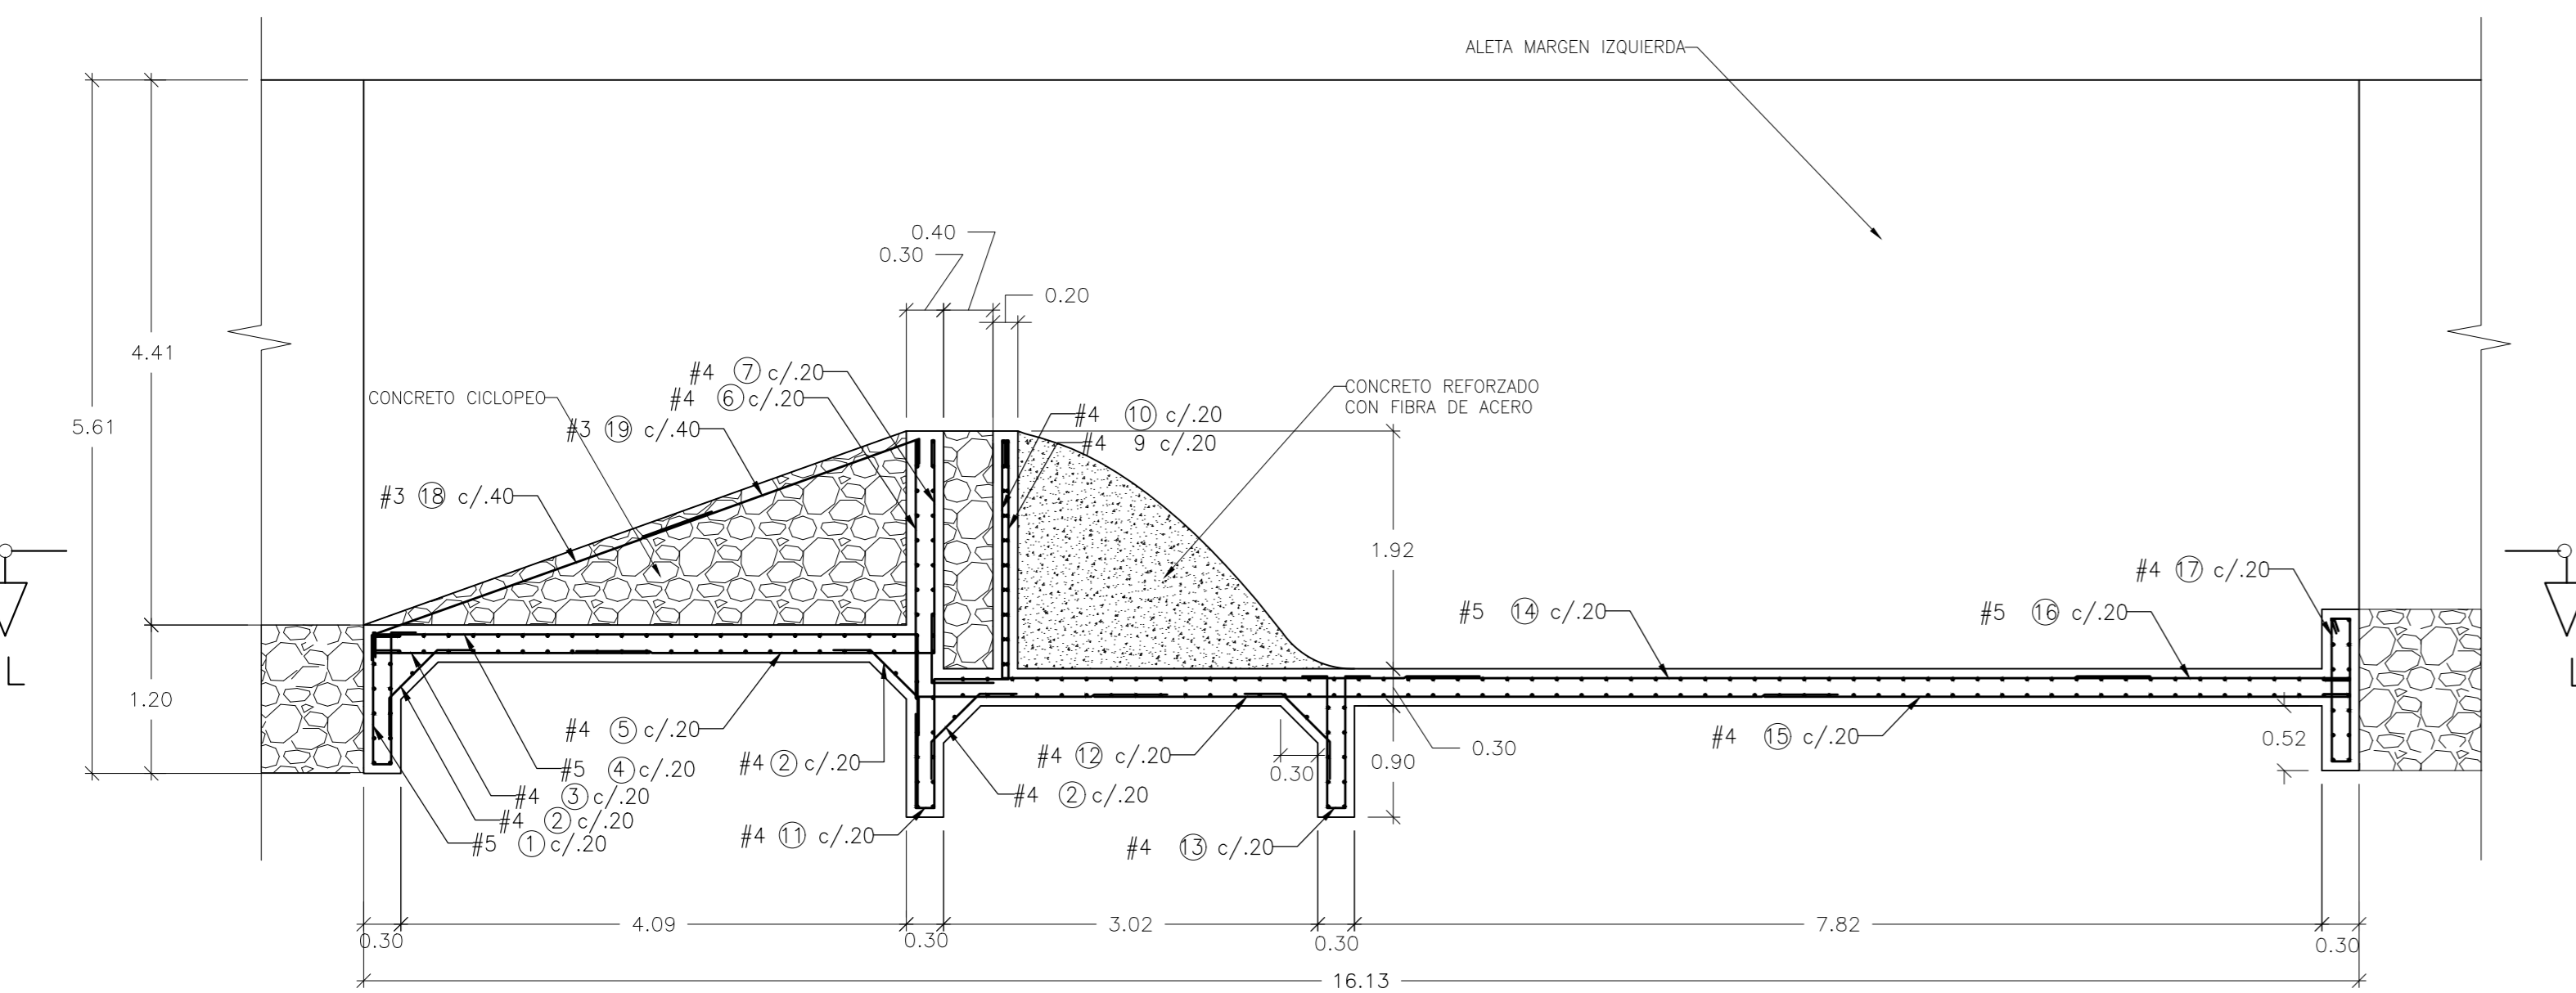 ALETA MARGEN IZQUIERDA
0.40
0.30
0.20
4.41
5.61
1.20
#4 7 c/.20
#4 6 c/.20
CONCRETO CICLOPEO
#3 19 c/.40
#3 18 c/.40
#4 10 c/.20
#4 9 c/.20
CONCRETO REFORZADO
CON FIBRA DE ACERO
1.92
#4 17 c/.20
#5 14 c/.20
#5 16 c/.20
L
L
#4 5 c/.20
#5 4 c/.20
#4 3 c/.20
#4 2 c/.20
#5 1 c/.20
#4 2 c/.20
#4 11 c/.20
#4 12 c/.20
#4 2 c/.20
#4 13 c/.20
0.30
0.90
0.30
#4 15 c/.20
0.52
0.30
4.09
0.30
3.02
0.30
7.82
0.30
16.13